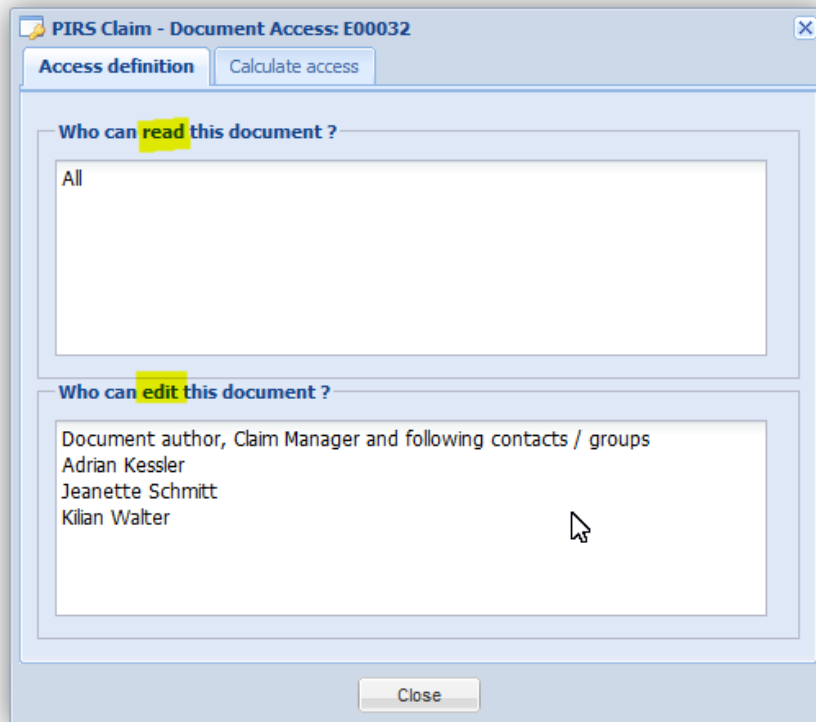 PIRS Claim - Document Access: E00032
Access definition
Calculate access
Who can read this document ?
All
Who can edit this document ?
Document author, Claim Manager and following contacts / groups
Adrian Kessler
Jeanette Schmitt
Kilian Walter
Close